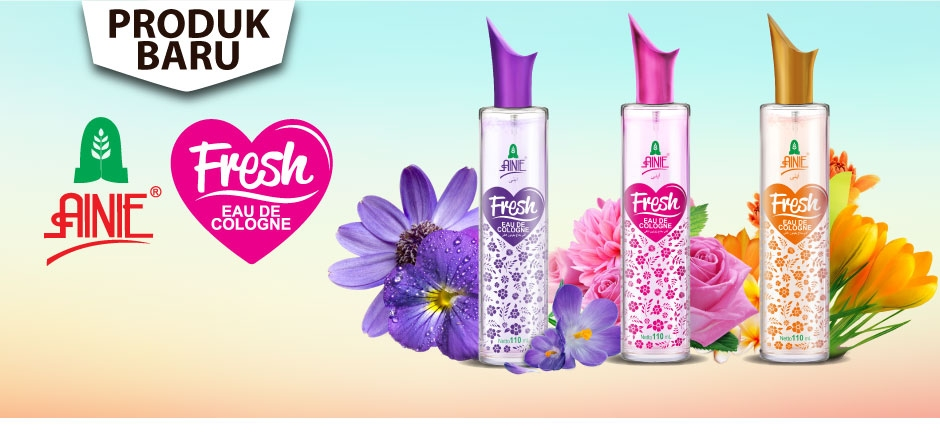 PRODUK
BARU
AINIE®
Fresh
EAU DE
COLOGNE
AINIE
Fresh
EAU DE
COLOGNE
Netto 110 mL
AINIE
Fresh
EAU DE
COLOGNE
Netto 110 mL
AINIE
Fresh
EAU DE
COLOGNE
Netto 110 mL